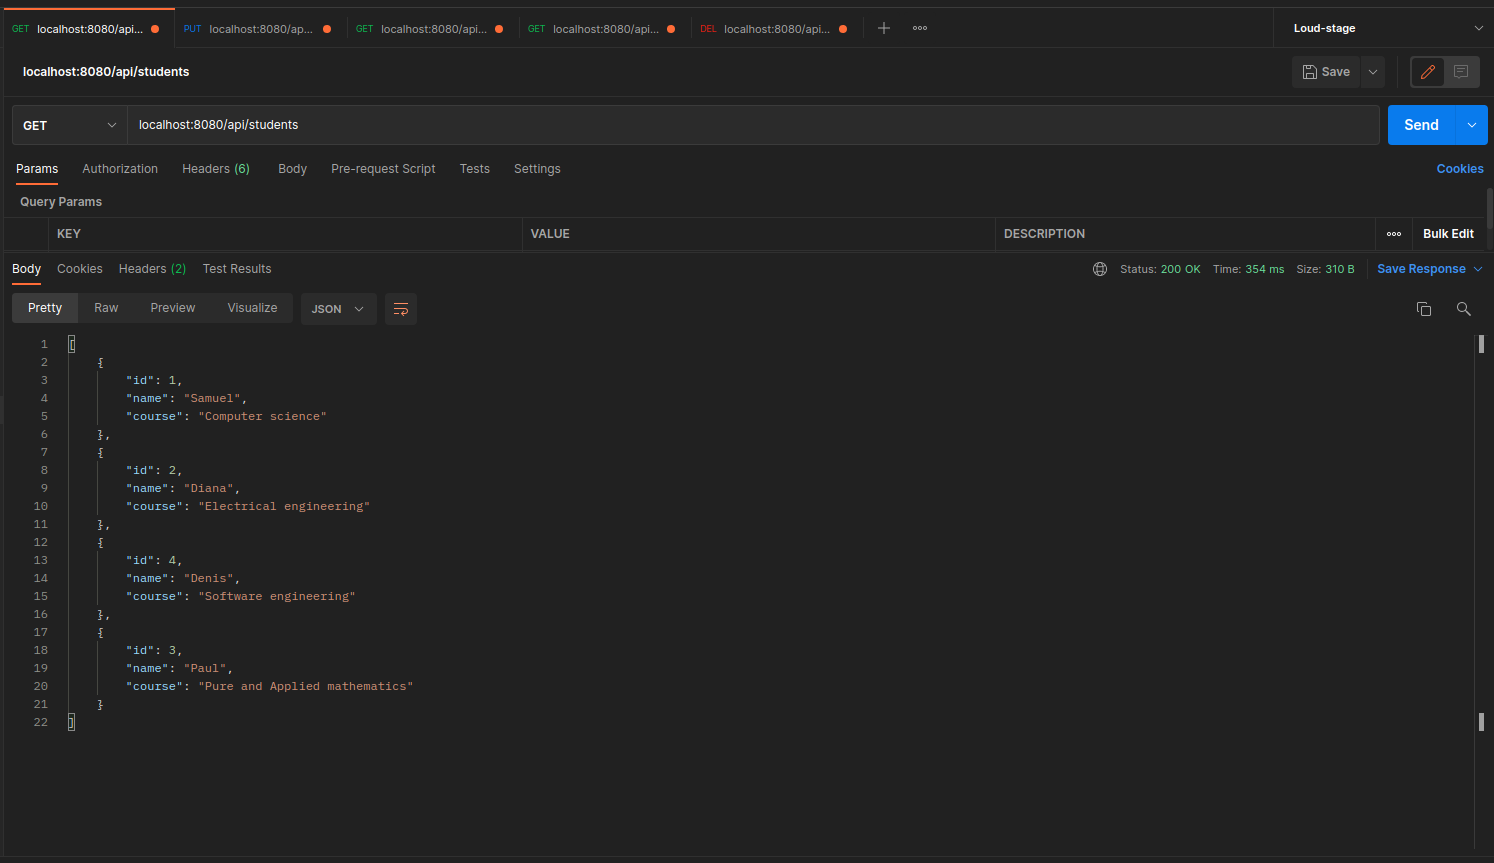 GET localhost:8080/api... PUT localhost:8080/ap... GET localhost:8080/api... GET localhost:8080/api... DEL localhost:8080/api... Loud-stage
localhost:8080/api/students Save
GET localhost:8080/api/students Send
Params Authorization Headers (6) Body Pre-request Script Tests Settings Cookies
Query Params
KEY VALUE DESCRIPTION Bulk Edit
Body Cookies Headers (2) Test Results Status: 200 OK Time: 354 ms Size: 310 B Save Response
Pretty Raw Preview Visualize JSON
1 [
2 {
3 "id": 1,
4 "name": "Samuel",
5 "course": "Computer science"
6 },
7 {
8 "id": 2,
9 "name": "Diana",
10 "course": "Electrical engineering"
11 },
12 {
13 "id": 4,
14 "name": "Denis",
15 "course": "Software engineering"
16 },
17 {
18 "id": 3,
19 "name": "Paul",
20 "course": "Pure and Applied mathematics"
21 }
22 ]